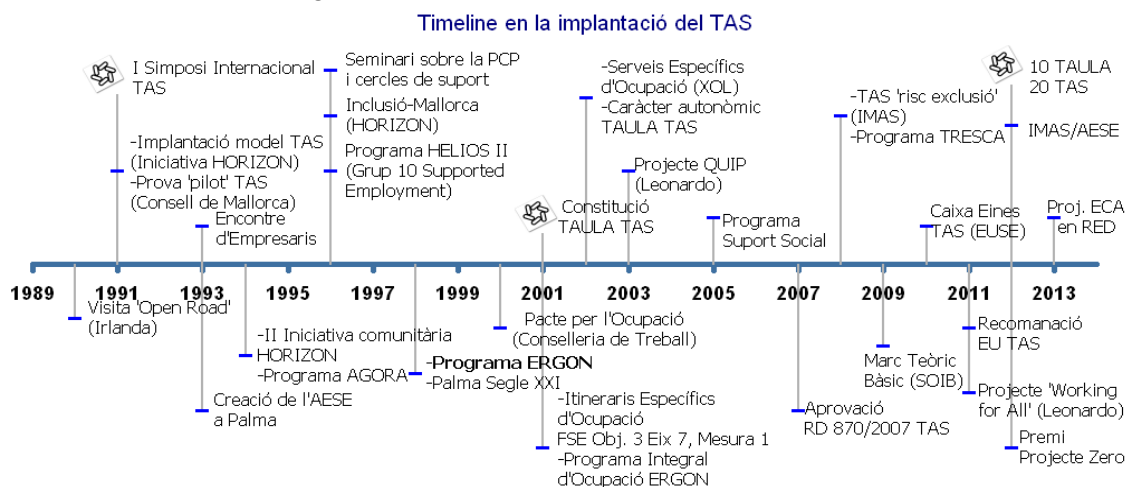 Timeline en la implantació del TAS
I Simposi Internacional
TAS
-Implantació model TAS
(Iniciativa HORIZON)
-Prova 'pilot' TAS
(Consell de Mallorca)
Encontre
d'Empresaris
Seminari sobre la PCP
i cercles de suport
Inclusió-Mallorca
(HORIZON)
Programa HELIOS II
(Grup 10 Supported
Employment)
Constitució
TAULA TAS
-Serveis Específics
d'Ocupació (XOL)
-Caràcter autonòmic
TAULA TAS
Projecte QUIP
(Leonardo)
Programa
Suport Social
-TAS 'risc exclusió'
(IMAS)
-Programa TRESCA
Caixa Eines
TAS (EUSE)
10 TAULA
20 TAS
IMAS/AESE
Proj. ECA
en RED
1989 1991 1993 1995 1997 1999 2001 2003 2005 2007 2009 2011 2013
Visita 'Open Road'
(Irlanda)
Creació de l'AESE
a Palma
-II Iniciativa comunitària
HORIZON
-Programa AGORA
-Programa ERGON
-Palma Segle XXI
Pacte per l'Ocupació
(Conselleria de Treball)
-Itineraris Específics
d'Ocupació
FSE Obj. 3 Eix 7, Mesura 1
-Programa Integral
d'Ocupació ERGON
Aprovació
RD 870/2007 TAS
Marc Teòric
Bàsic (SOIB)
Recomanació
EU TAS
Projecte 'Working
for All' (Leonardo)
Premi
Projecte Zero